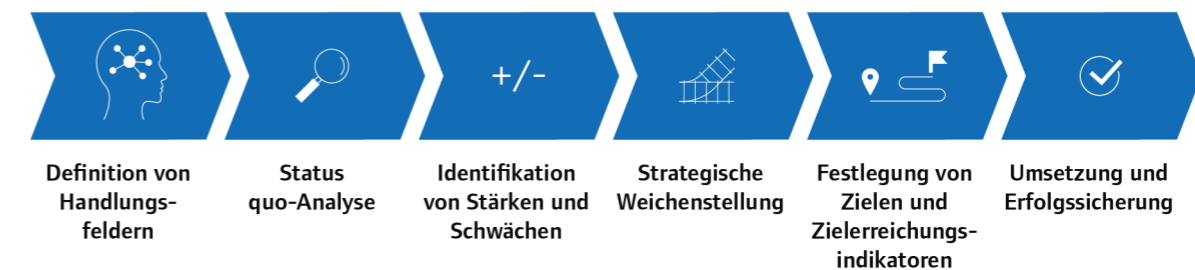 +/-
Definition von
Handlungs-
feldern
Status
quo-Analyse
Identifikation
von Stärken und
Schwächen
Strategische
Weichenstellung
Festlegung von
Zielen und
Zielerreichungs-
indikatoren
Umsetzung und
Erfolgssicherung